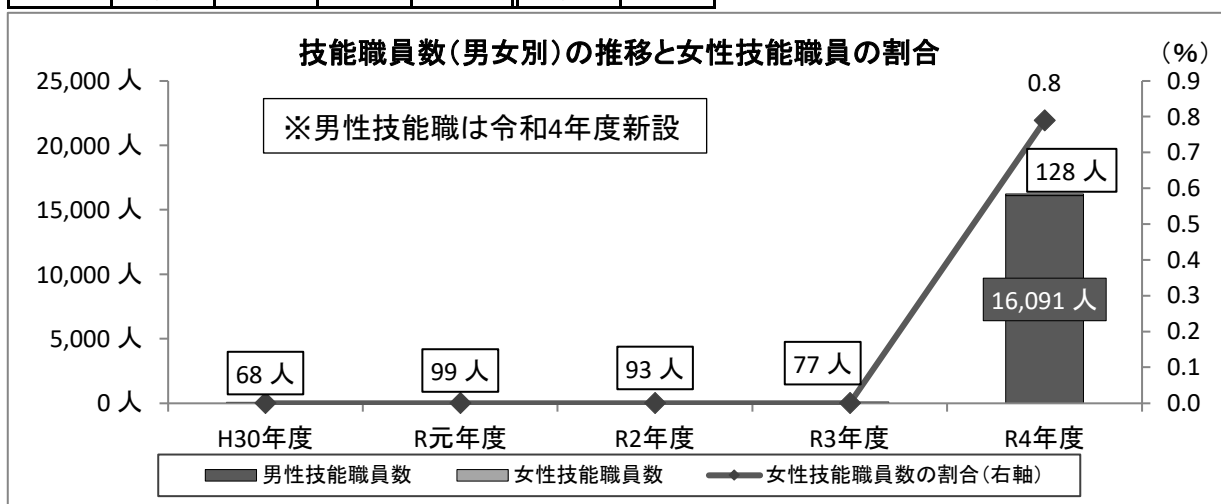 技能職員数(男女別)の推移と女性技能職員の割合
(%)
※男性技能職は令和4年度新設
25,000 人
20,000 人
15,000 人
10,000 人
5,000 人
0 人
0.9
0.8
0.7
0.6
0.5
0.4
0.3
0.2
0.1
0.0
0.8
128 人
16,091 人
68 人
99 人
93 人
77 人
H30年度
R元年度
R2年度
R3年度
R4年度
男性技能職員数
女性技能職員数
女性技能職員数の割合(右軸)